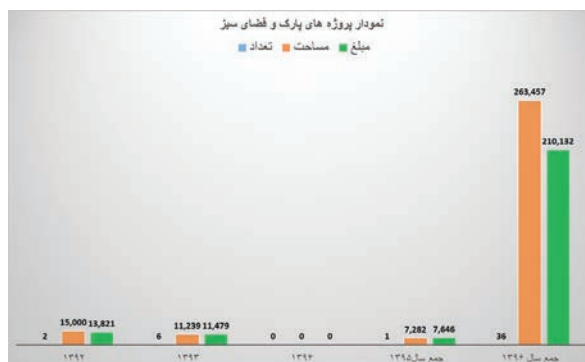 نمودار پروژه های پارک و فضای سبز
تعداد مساحت مبلغ
263,457
210,132
15,000 13,821 11,239 11,479 7,282 7,646
2 6 0 0 0 1 36
۱۳۹۲ ۱۳۹۳ ۱۳۹۴ جمع سال۱۳۹۵ جمع سال ۱۳۹۶